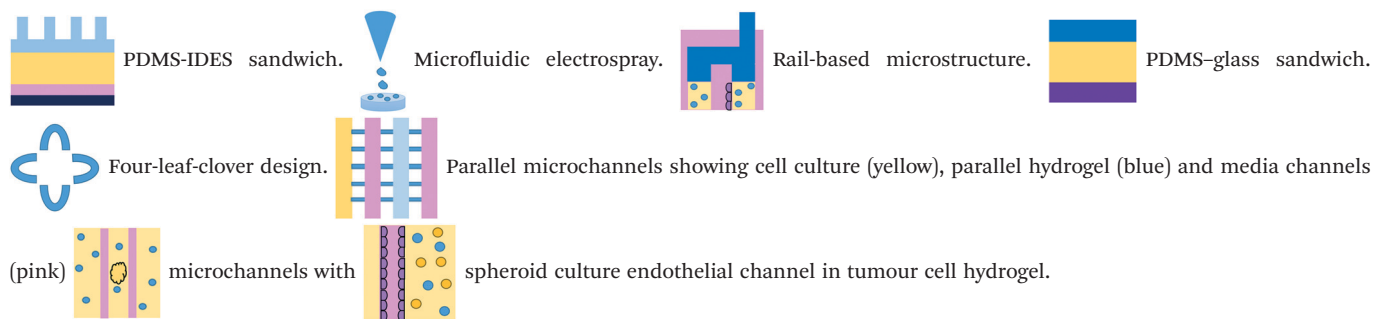 PDMS-IDES sandwich. Microfluidic electrospray. Rail-based microstructure. PDMS–glass sandwich.
Four-leaf-clover design. Parallel microchannels showing cell culture (yellow), parallel hydrogel (blue) and media channels
(pink) microchannels with spheroid culture endothelial channel in tumour cell hydrogel.